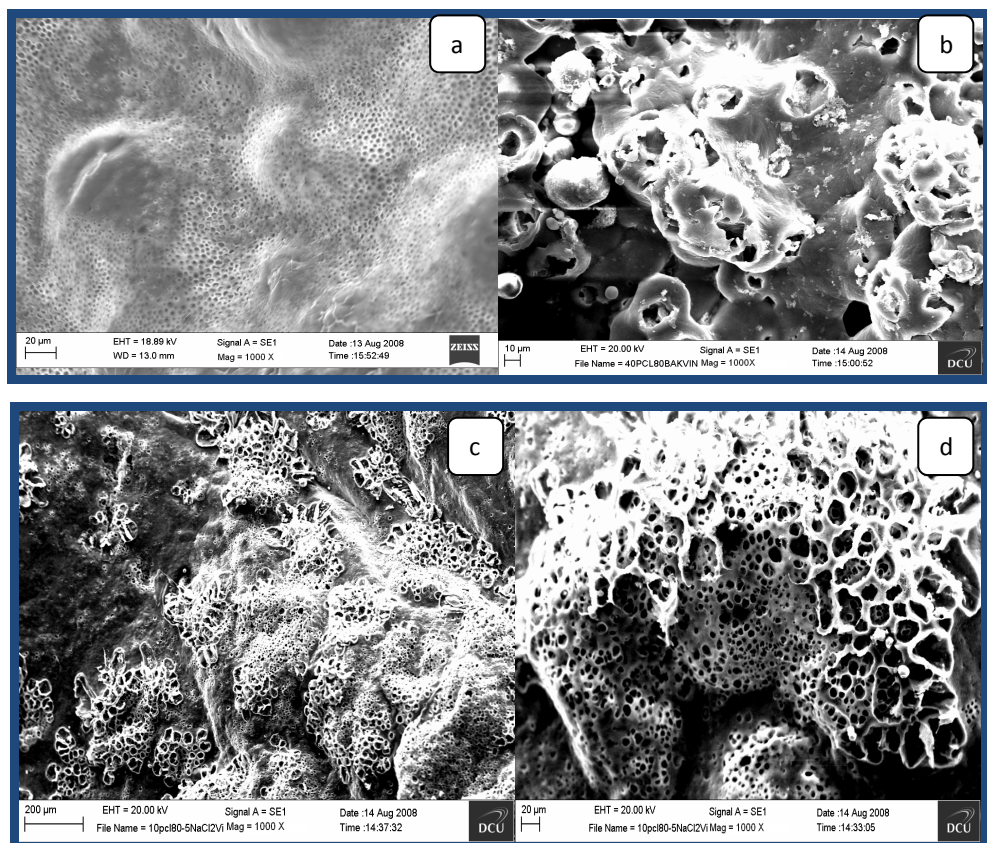 a
20 µm EHT = 18.89 kV Signal A = SE1 Date :13 Aug 2008
WD = 13.0 mm Mag = 1000 X Time :15:52:49
ZEISS
b
10 µm EHT = 20.00 kV Signal A = SE1 Date :14 Aug 2008
File Name = 40PCL80BAKVIN Mag = 1000X Time :15:00:52
DCU
c
200 µm EHT = 20.00 kV Signal A = SE1 Date :14 Aug 2008
File Name = 10pcl80-5NaCl2Vi Mag = 1000 X Time :14:37:32
DCU
d
20 µm EHT = 20.00 kV Signal A = SE1 Date :14 Aug 2008
File Name = 10pcl80-5NaCl2Vi Mag = 1000 X Time :14:33:05
DCU